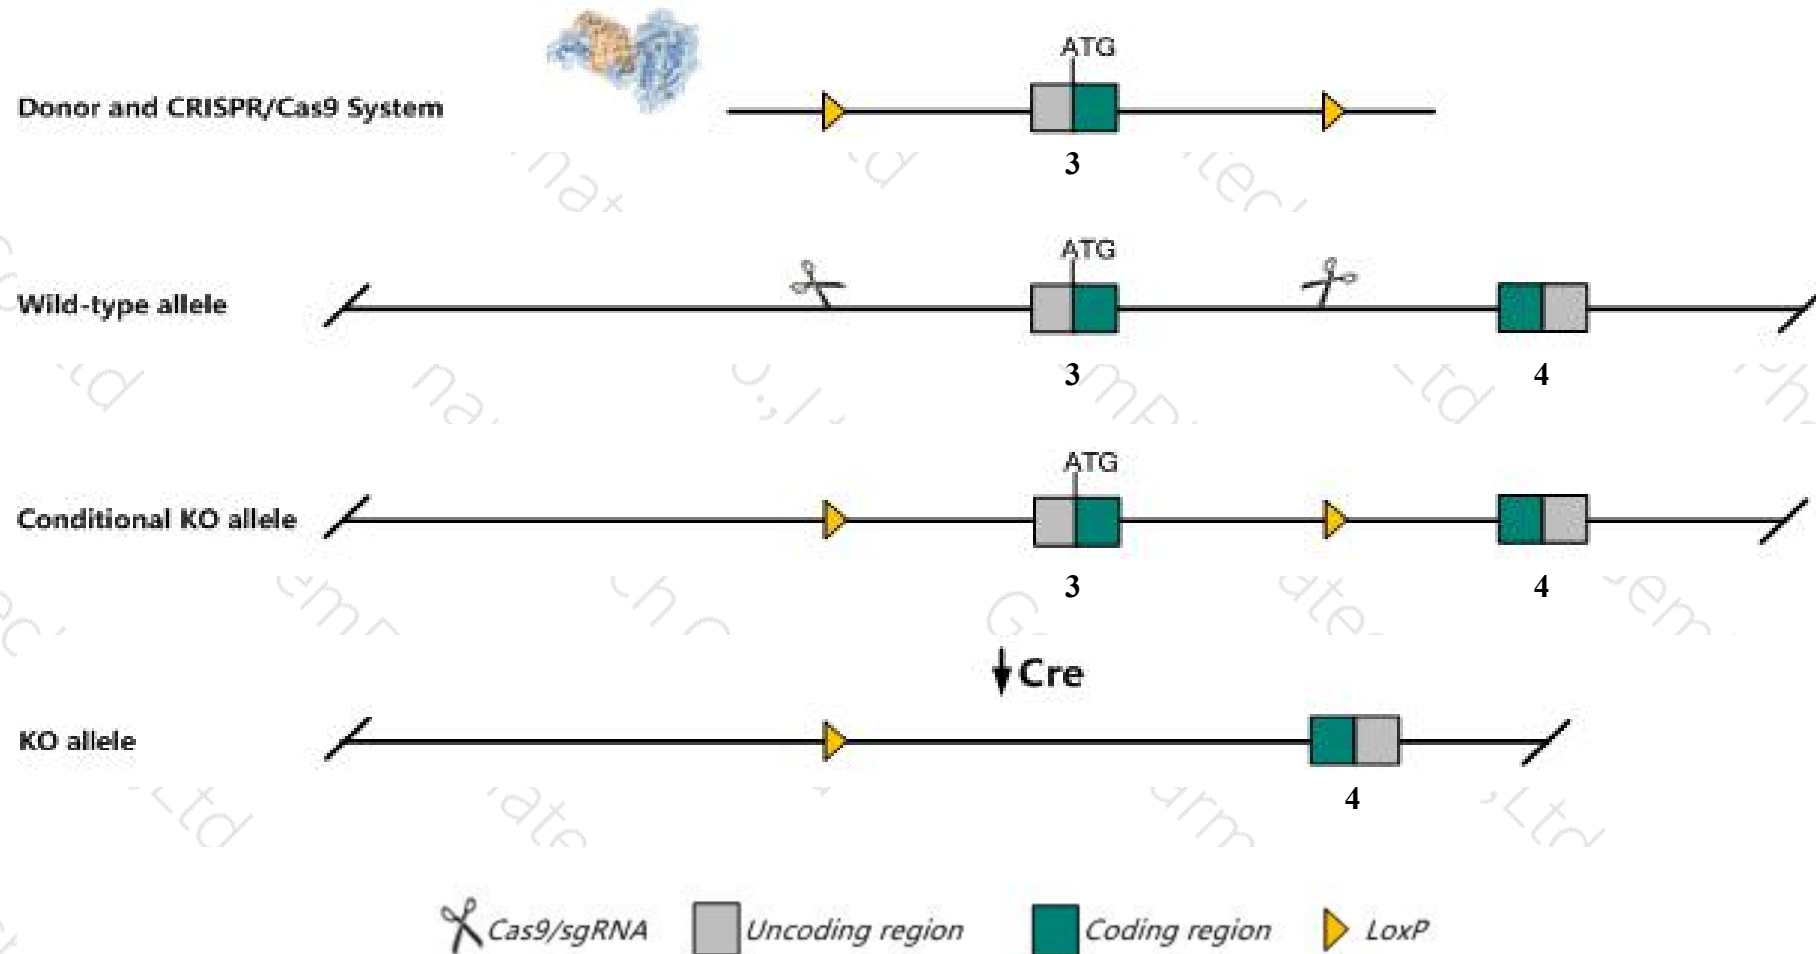 ATG
Donor and CRISPR/Cas9 System
3
ATG
Wild-type allele
3 4
ATG
Conditional KO allele
3 4
Cre
KO allele
4
Cas9/sgRNA Uncoding region Coding region LoxP